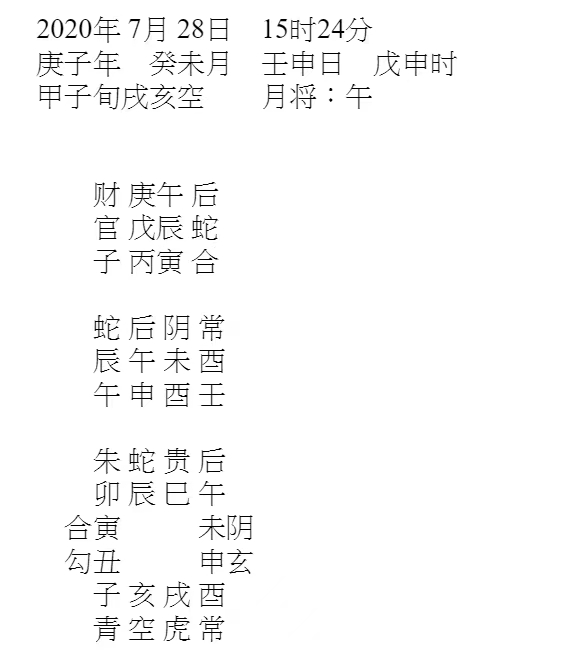 2020年 7月 28日 15时24分
庚子年 癸未月 壬申日 戊申时
甲子旬戌亥空 月将：午
财 庚午 后
官 戊辰 蛇
子 丙寅 合
蛇 后 阴 常
辰 午 未 酉
午 申 酉 壬
朱 蛇 贵 后
卯 辰 巳 午
合寅 未阴
勾丑 申玄
子 亥 戌 酉
青 空 虎 常